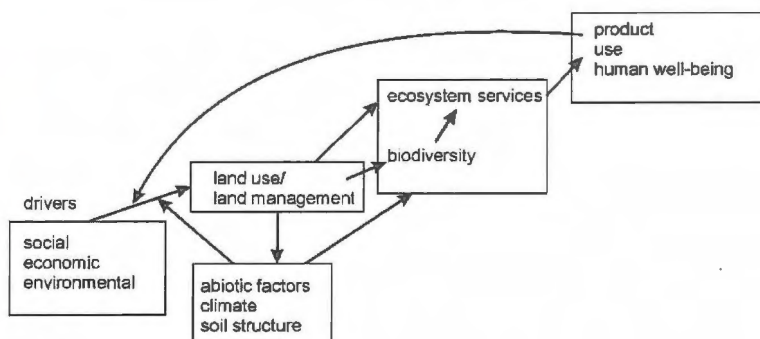 product
use
human well-being
ecosystem services
biodiversity
land use/
land management
drivers
social
economic
environmental
abiotic factors
climate
soil structure